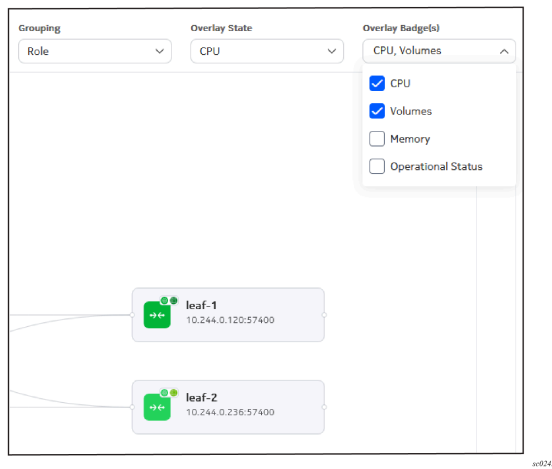 Grouping Overlay State Overlay Badge(s)
Role CPU CPU, Volumes
CPU
Volumes
Memory
Operational Status
leaf-1
10.244.0.120:57400
leaf-2
10.244.0.236:57400
sc024